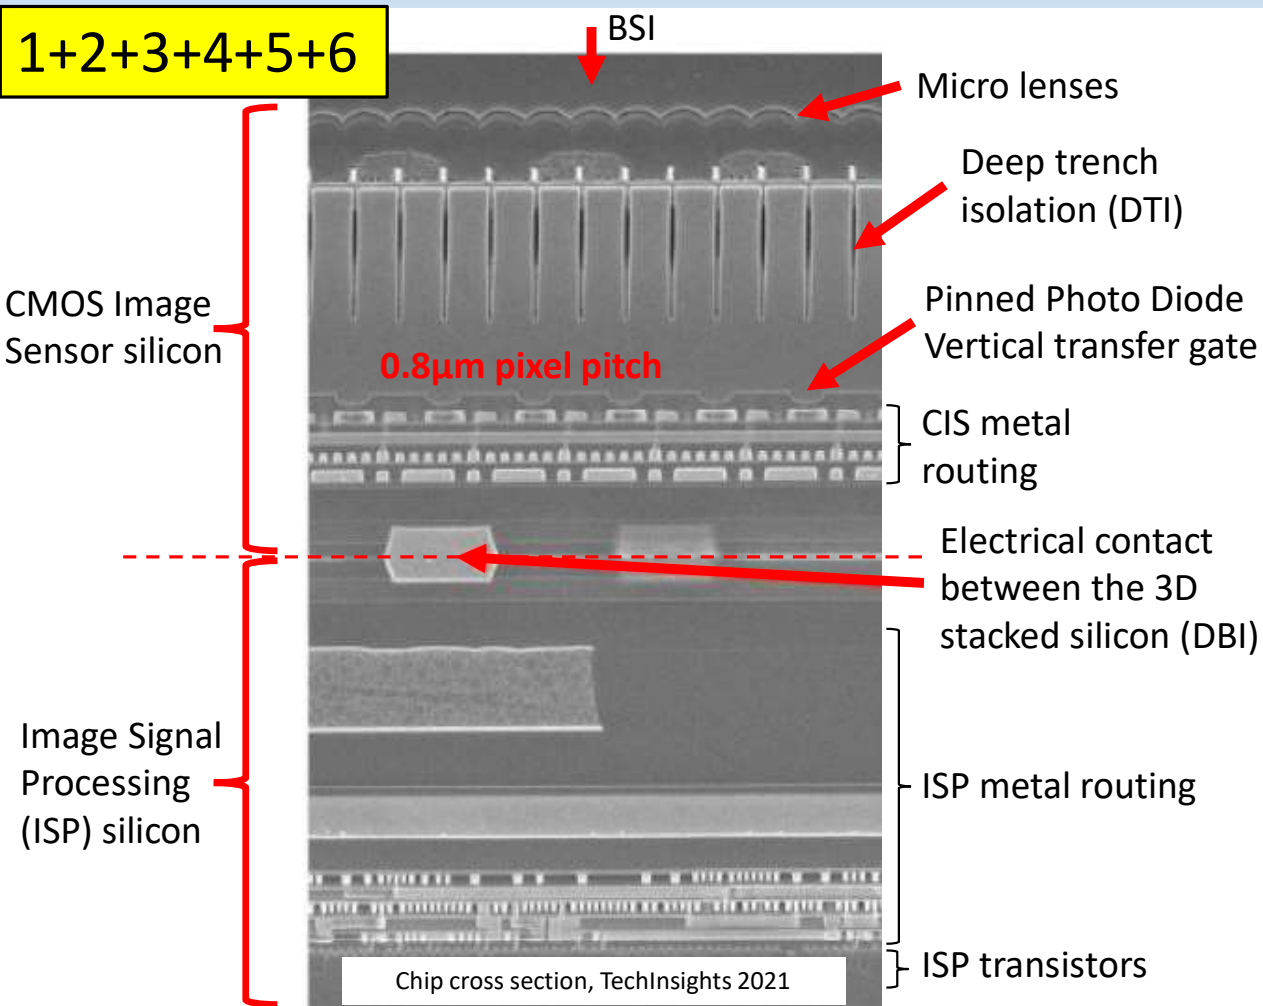 1+2+3+4+5+6
BSI
Micro lenses
Deep trench
isolation (DTI)
CMOS Image
Sensor silicon
Pinned Photo Diode
Vertical transfer gate
0.8µm pixel pitch
CIS metal
routing
Electrical contact
between the 3D
stacked silicon (DBI)
Image Signal
Processing
(ISP) silicon
ISP metal routing
ISP transistors
Chip cross section, TechInsights 2021